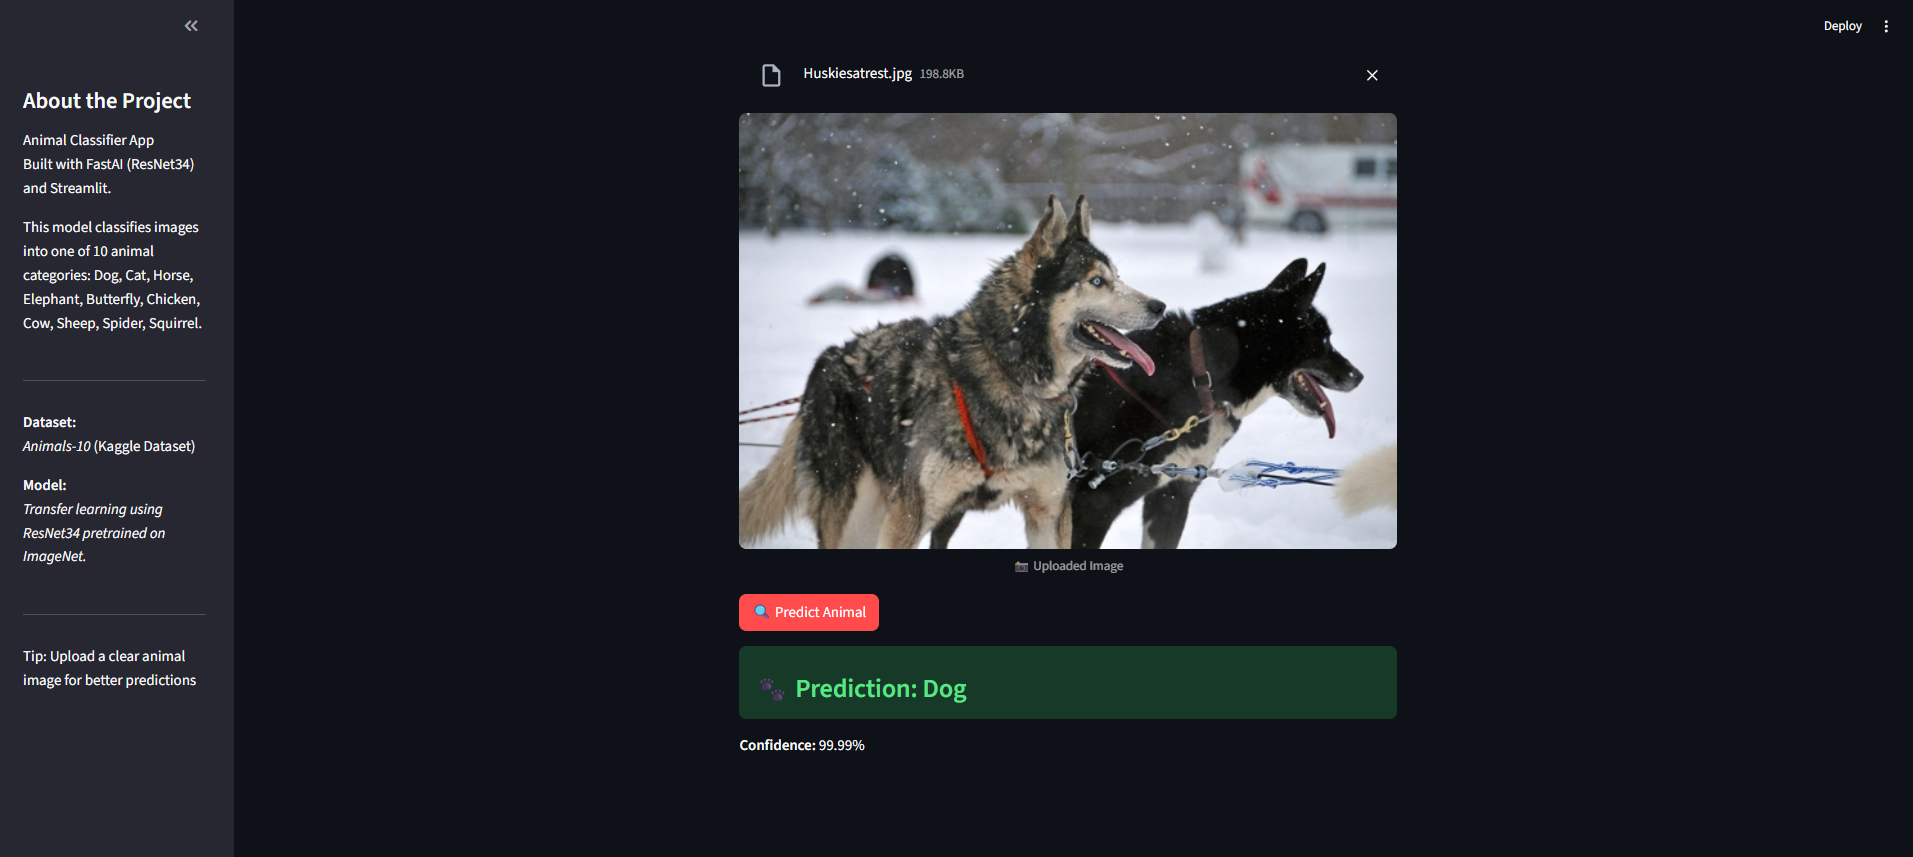 Deploy
About the Project
Animal Classifier App
Built with FastAI (ResNet34)
and Streamlit.
This model classifies images
into one of 10 animal
categories: Dog, Cat, Horse,
Elephant, Butterfly, Chicken,
Cow, Sheep, Spider, Squirrel.
Dataset:
Animals-10 (Kaggle Dataset)
Model:
Transfer learning using
ResNet34 pretrained on
ImageNet.
Tip: Upload a clear animal
image for better predictions
Huskiesatrest.jpg 198.8KB
📷 Uploaded Image
🔍 Predict Animal
🐾 Prediction: Dog
Confidence: 99.99%